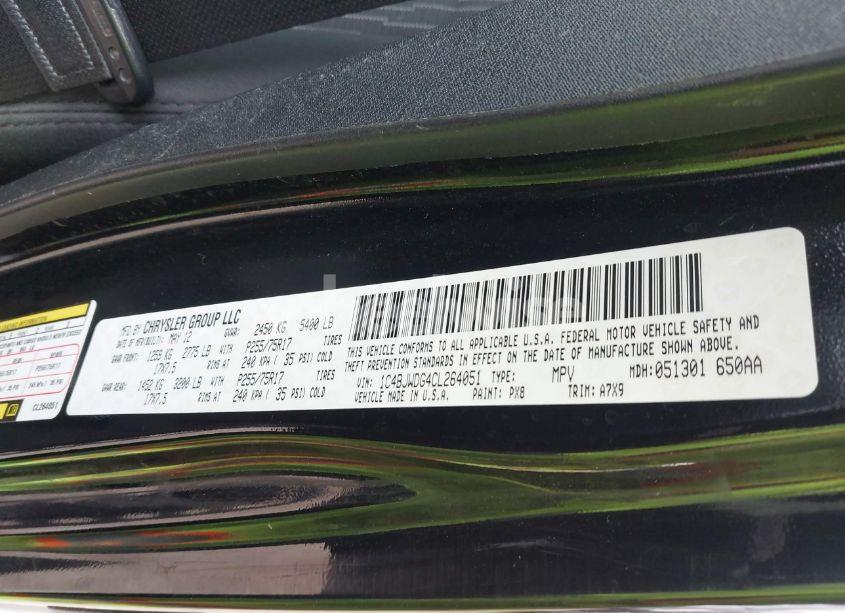 MFD BY CHRYSLER GROUP LLC
DATE OF MFR(BUILT): MAY 12 GVWR: 2450 KG 5400 LB
GAWR FRONT: 1259 KG 2775 LB WITH P255/75R17 TIRES
17X7.5 RIMS AT 240 KPA ( 35 PSI) COLD
GAWR REAR: 1452 KG 3200 LB WITH P255/75R17 TIRES
17X7.5 RIMS AT 240 KPA ( 35 PSI) COLD
THIS VEHICLE CONFORMS TO ALL APPLICABLE U.S.A. FEDERAL MOTOR VEHICLE SAFETY AND
THEFT PREVENTION STANDARDS IN EFFECT ON THE DATE OF MANUFACTURE SHOWN ABOVE.
VIN: 1C4BJWDG4CL264051 TYPE: MPV MDH: 051301 650AA
VEHICLE MADE IN U.S.A. PAINT: PX8 TRIM: A7X9
CL264051